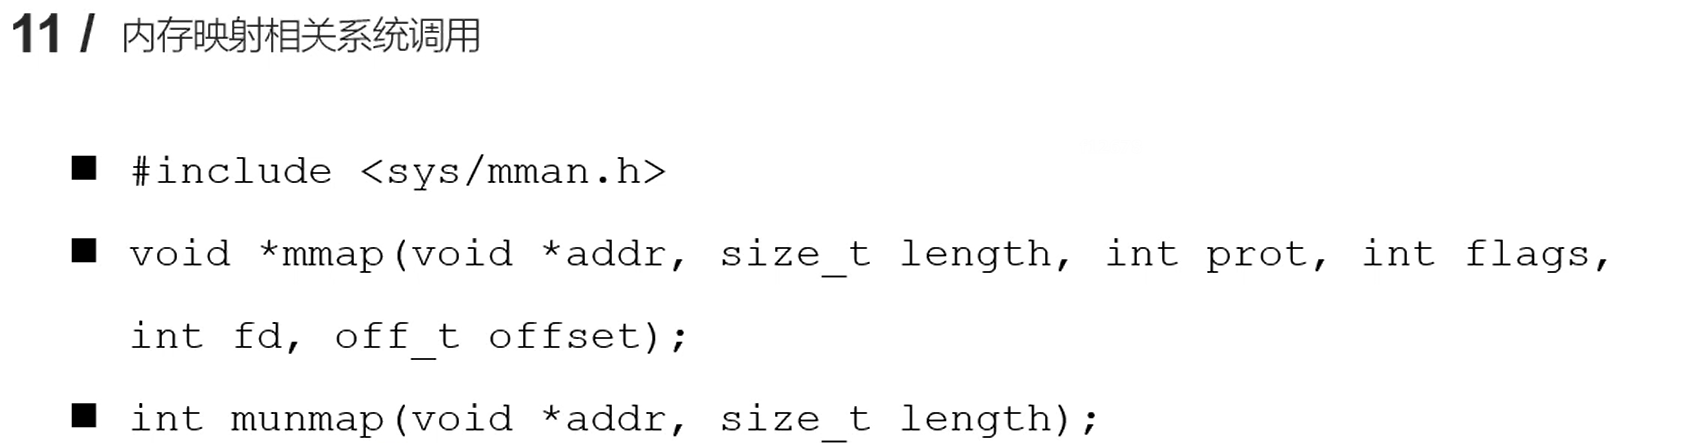 11 / 内存映射相关系统调用
■ #include <sys/mman.h>
■ void *mmap(void *addr, size_t length, int prot, int flags,
int fd, off_t offset);
■ int munmap(void *addr, size_t length);